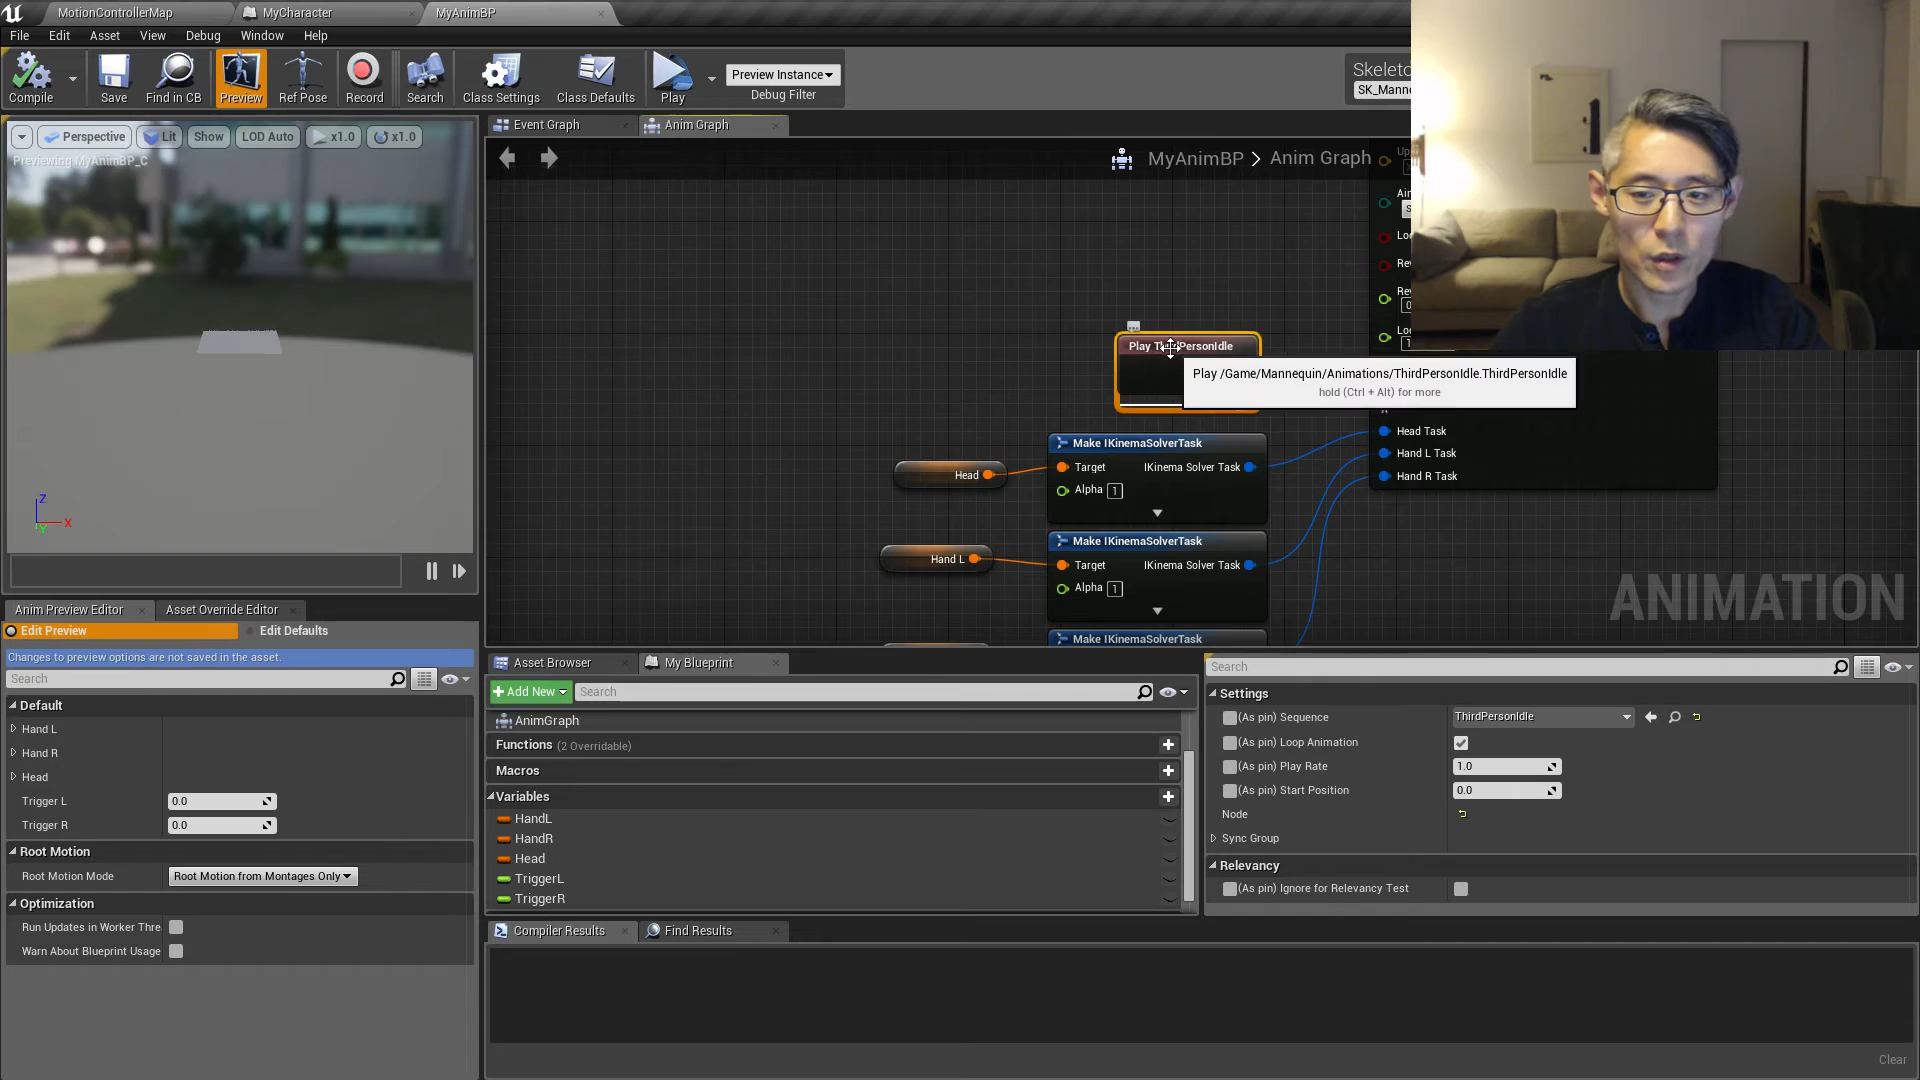 MotionControllerMap
MyCharacter
MyAnimBP
File
Edit
Asset
View
Debug
Window
Help
Compile
Save
Find in CB
Preview
Ref Pose
Record
Search
Class Settings
Class Defaults
Play
Preview Instance
Debug Filter
SK_Mann
Perspective
Lit
Show
LOD Auto
x1.0
x1.0
Previewing MyAnimBP_C
Z
X
Y
Event Graph
Anim Graph
MyAnimBP > Anim Graph
Play ThirdPersonIdle
Play /Game/Mannequin/Animations/ThirdPersonIdle.ThirdPersonIdle
hold (Ctrl + Alt) for more
Head
Make IKinemaSolverTask
Target
IKinema Solver Task
Alpha 1
Hand L
Make IKinemaSolverTask
Target
IKinema Solver Task
Alpha 1
Make IKinemaSolverTask
Head Task
Hand L Task
Hand R Task
ANIMATION
Anim Preview Editor
Asset Override Editor
Edit Preview
Edit Defaults
Changes to preview options are not saved in the asset.
Search
Default
Hand L
Hand R
Head
Trigger L 0.0
Trigger R 0.0
Root Motion
Root Motion Mode
Root Motion from Montages Only
Optimization
Run Updates in Worker Thre
Warn About Blueprint Usage
Asset Browser
My Blueprint
+ Add New
Search
AnimGraph
Functions (2 Overridable)
Macros
Variables
HandL
HandR
Head
TriggerL
TriggerR
Search
Settings
(As pin) Sequence
ThirdPersonIdle
(As pin) Loop Animation
(As pin) Play Rate
1.0
(As pin) Start Position
0.0
Node
Sync Group
Relevancy
(As pin) Ignore for Relevancy Test
Compiler Results
Find Results
Clear